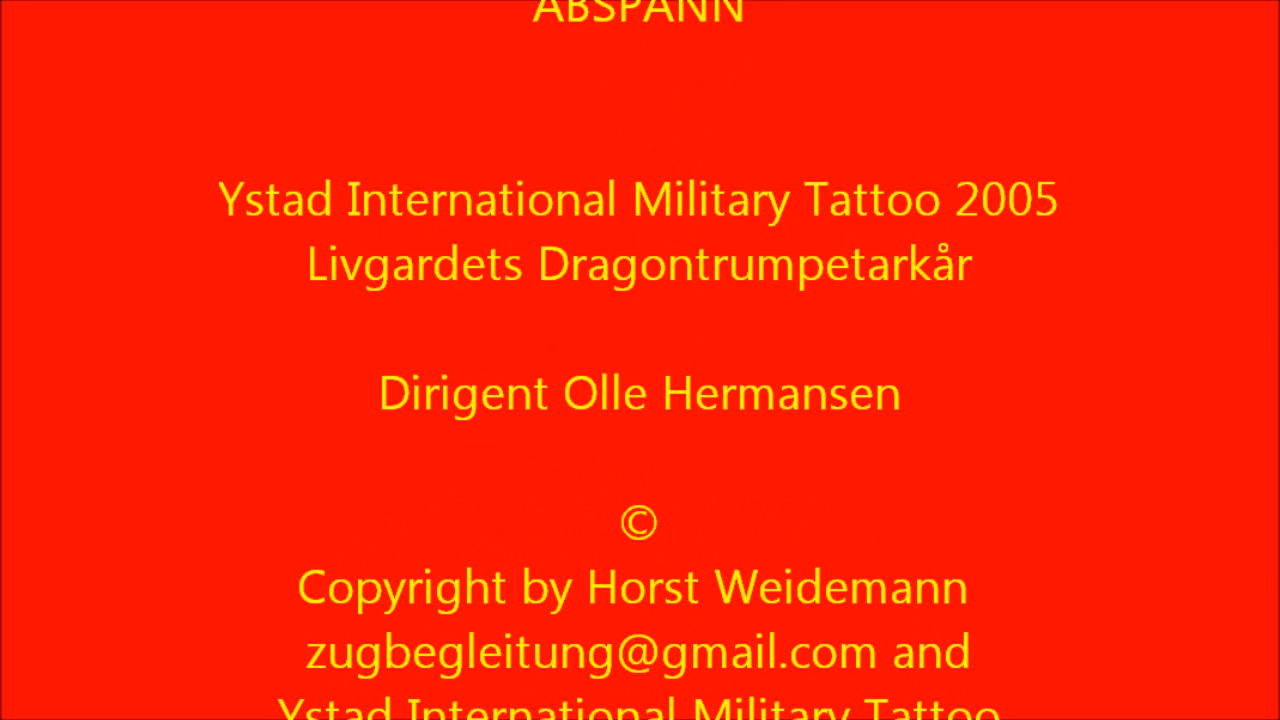 ABSPANN
Ystad International Military Tattoo 2005
Livgardets Dragontrumpetarkår
Dirigent Olle Hermansen
©
Copyright by Horst Weidemann
zugbegleitung@gmail.com and
Ystad International Military Tattoo